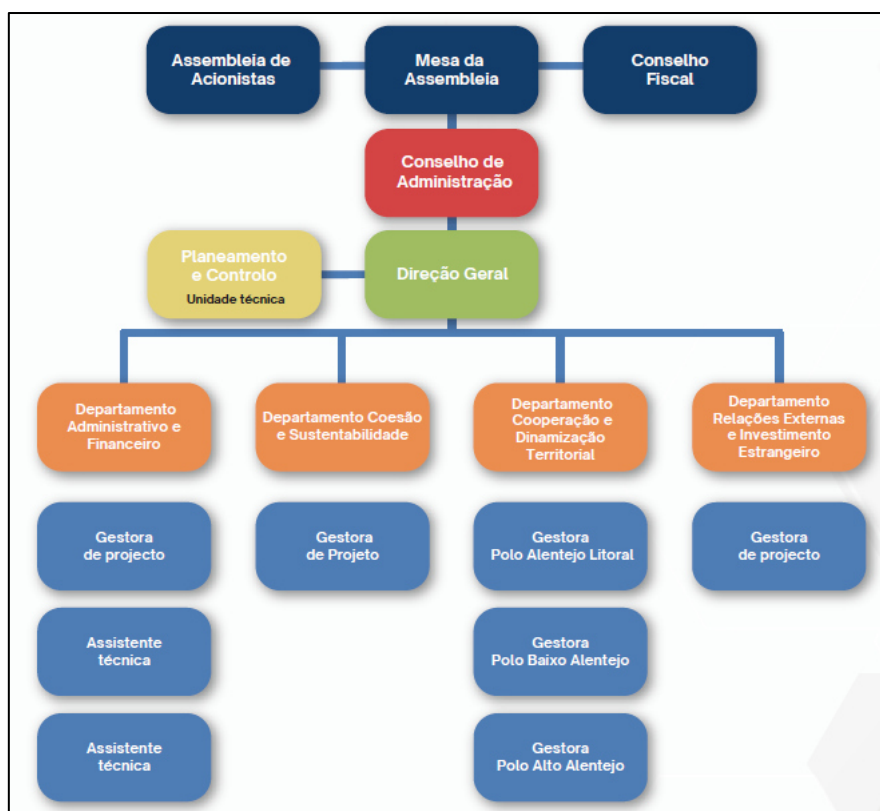 Assembleia de
Acionistas
Mesa da
Assembleia
Conselho
Fiscal
Conselho de
Administração
Planeamento
e Controlo
Unidade técnica
Direção Geral
Departamento
Administrativo e
Financeiro
Departamento Coesão
e Sustentabilidade
Departamento
Cooperação e
Dinamização
Territorial
Departamento
Relações Externas
e Investimento
Estrangeiro
Gestora
de projecto
Gestora
de Projeto
Gestora
Polo Alentejo Litoral
Gestora
de projecto
Assistente
técnica
Gestora
Polo Baixo Alentejo
Assistente
técnica
Gestora
Polo Alto Alentejo